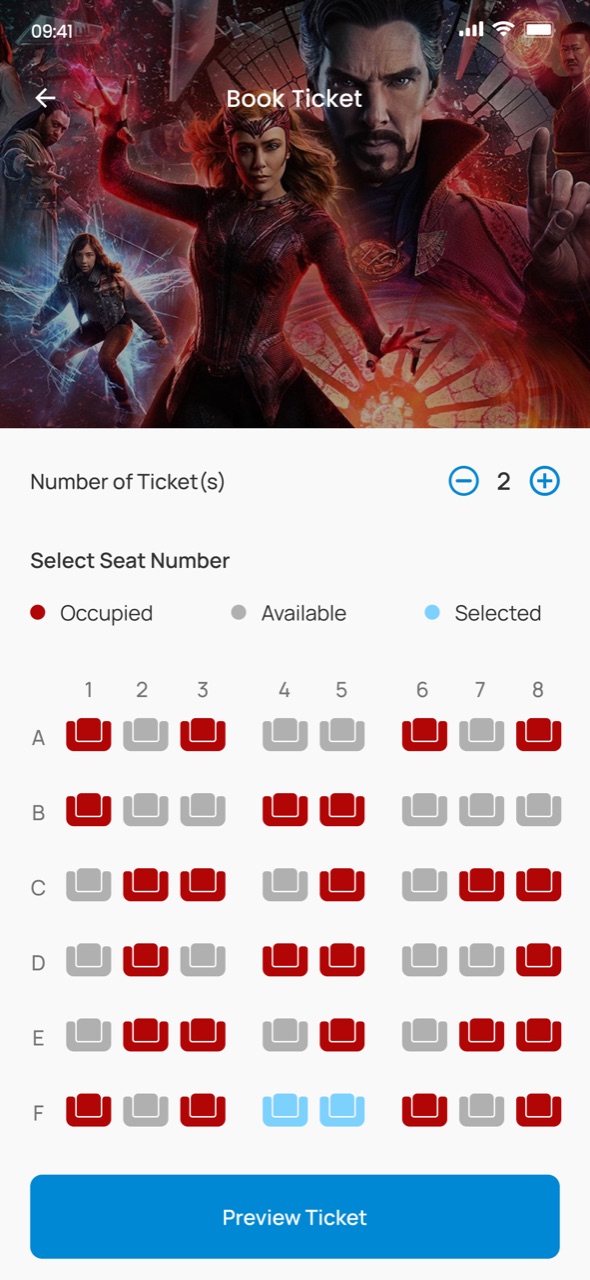 09:41
Book Ticket
Number of Ticket(s) 2
Select Seat Number
Occupied Available Selected
1 2 3 4 5 6 7 8
A
B
C
D
E
F
Preview Ticket